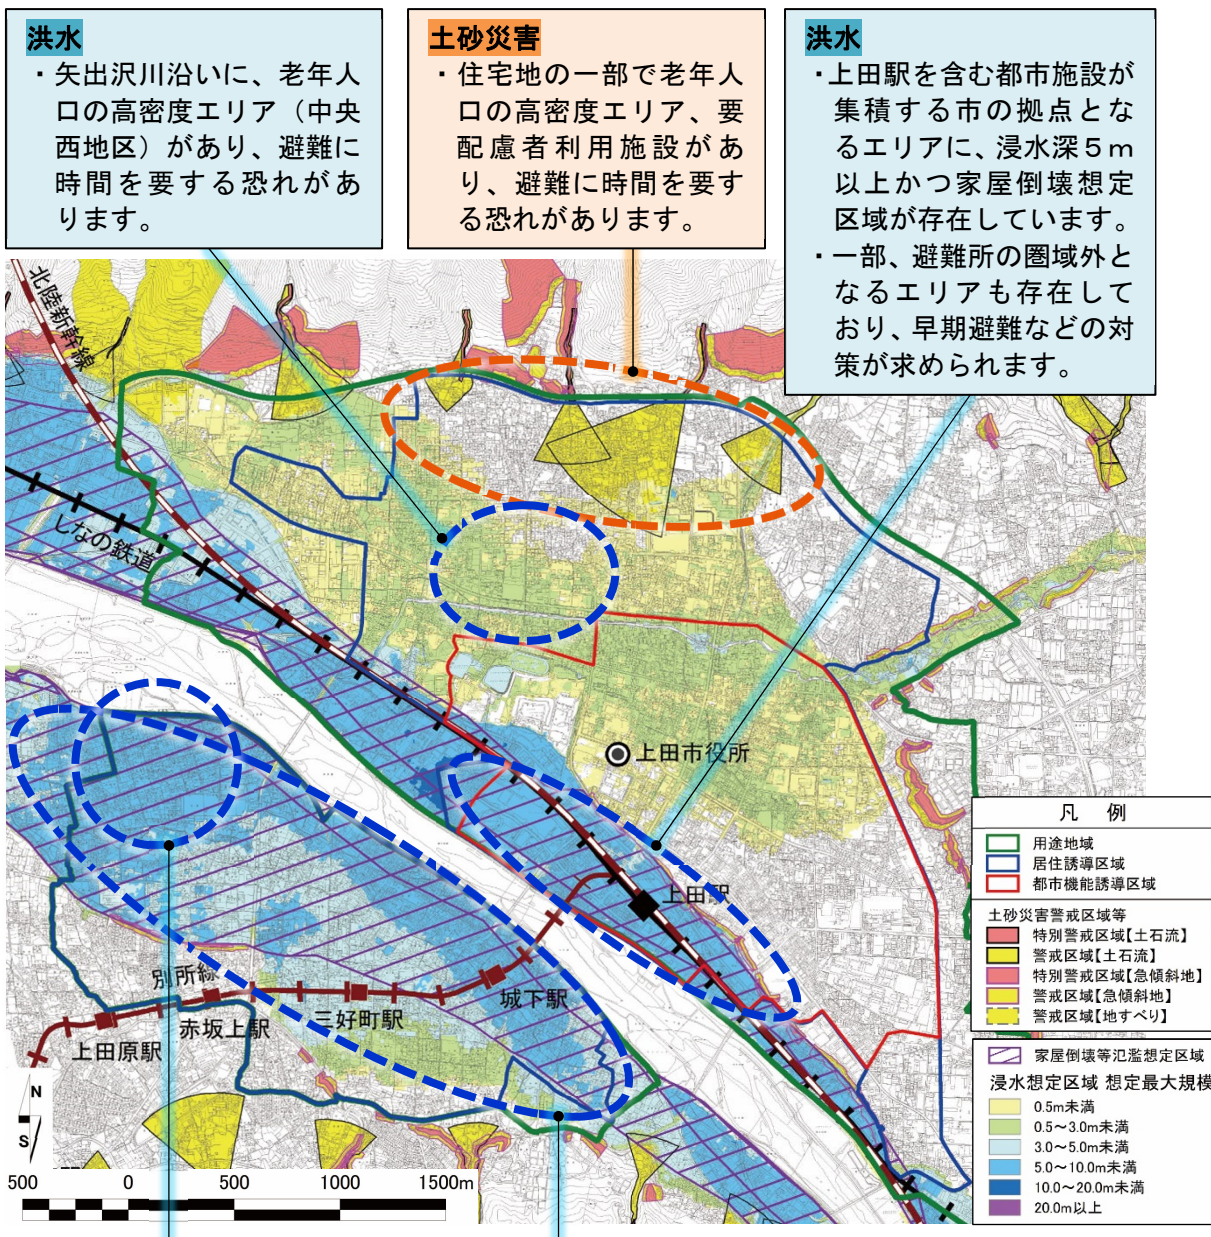 洪水
・矢出沢川沿いに、老年人
口の高密度エリア（中央
西地区）があり、避難に
時間を要する恐れがあ
ります。
土砂災害
・住宅地の一部で老年人
口の高密度エリア、要
配慮者利用施設があ
り、避難に時間を要す
る恐れがあります。
洪水
・上田駅を含む都市施設が
集積する市の拠点とな
るエリアに、浸水深５ｍ
以上かつ家屋倒壊想定
区域が存在しています。
・一部、避難所の圏域外と
なるエリアも存在して
おり、早期避難などの対
策が求められます。
北陸新幹線
しなの鉄道
上田市役所
上田駅
別所線
城下駅
三好町駅
赤坂上駅
上田原駅
凡 例
用途地域
居住誘導区域
都市機能誘導区域
土砂災害警戒区域等
特別警戒区域【土石流】
警戒区域【土石流】
特別警戒区域【急傾斜地】
警戒区域【急傾斜地】
警戒区域【地すべり】
家屋倒壊等氾濫想定区域
浸水想定区域 想定最大規模
0.5m未満
0.5～3.0m未満
3.0～5.0m未満
5.0～10.0m未満
10.0～20.0m未満
20.0m以上
N
S
500 0 500 1000 1500m